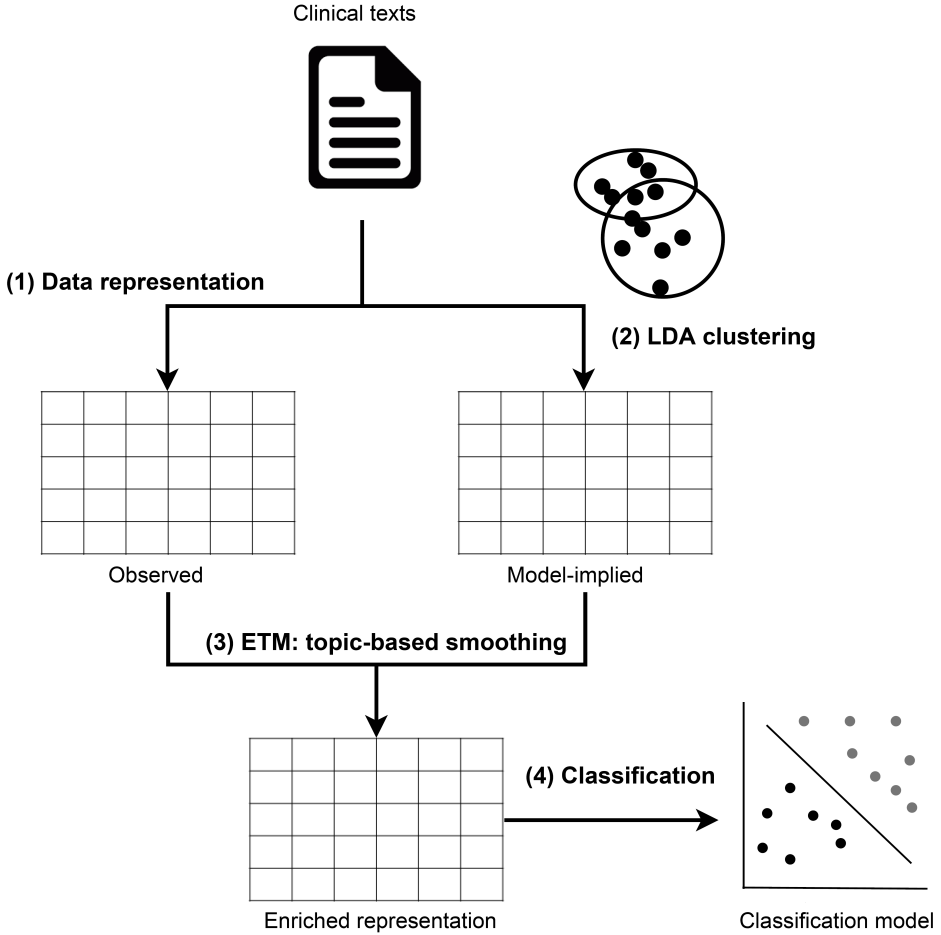 Clinical texts
(1) Data representation
(2) LDA clustering
Observed
Model-implied
(3) ETM: topic-based smoothing
(4) Classification
Enriched representation
Classification model